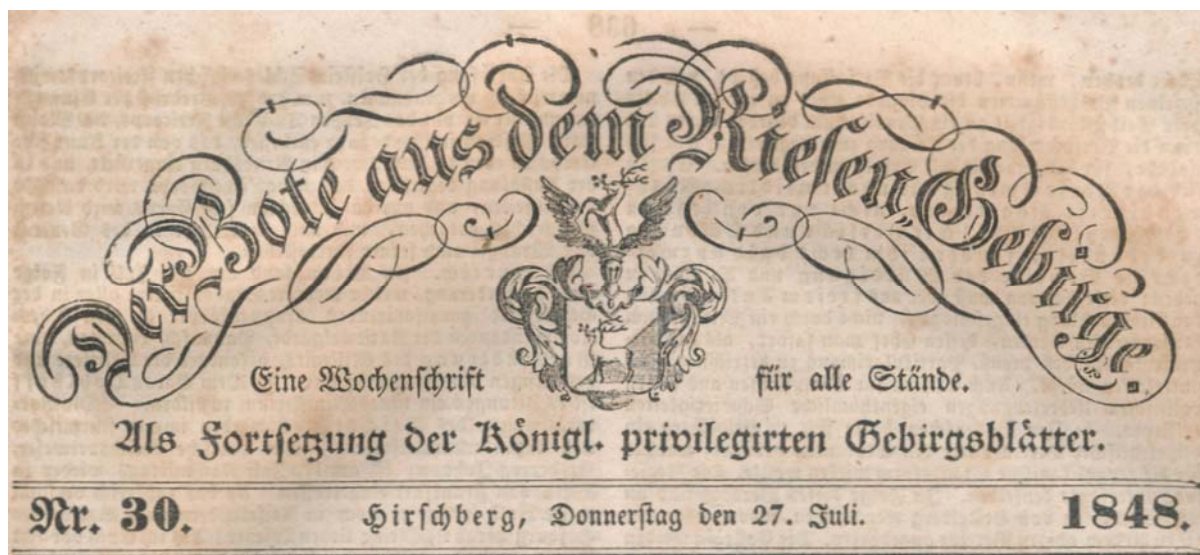 Der Bote aus dem Riesen-Gebirge.
Eine Wochenschrift für alle Stände.
Als Fortsetzung der Königl. privilegirten Gebirgsblätter.
Nr. 30. Hirschberg, Donnerstag den 27. Juli. 1848.